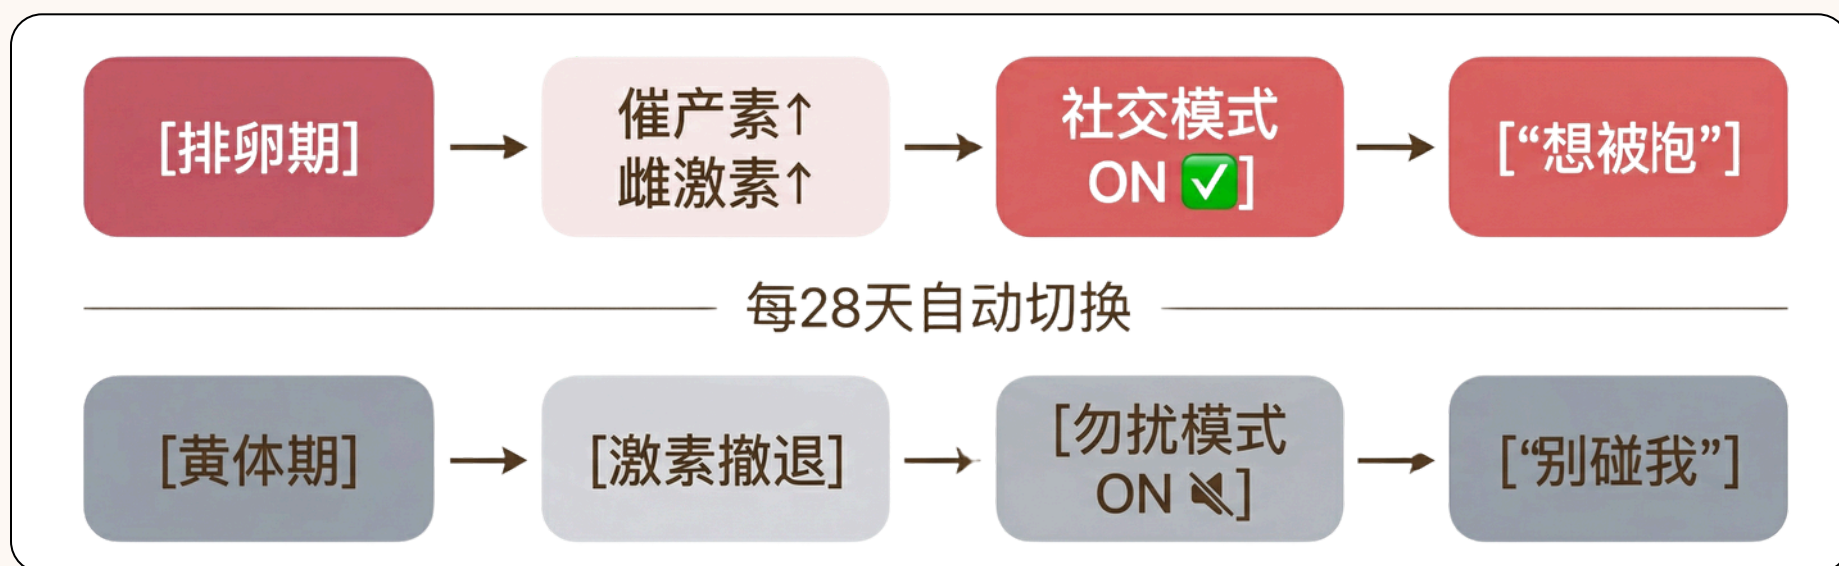 [排卵期]
催产素↑
雌激素↑
社交模式
ON ✅]
[“想被抱”]
每28天自动切换
[黄体期]
[激素撤退]
[勿扰模式
ON 🔇]
[“别碰我”]